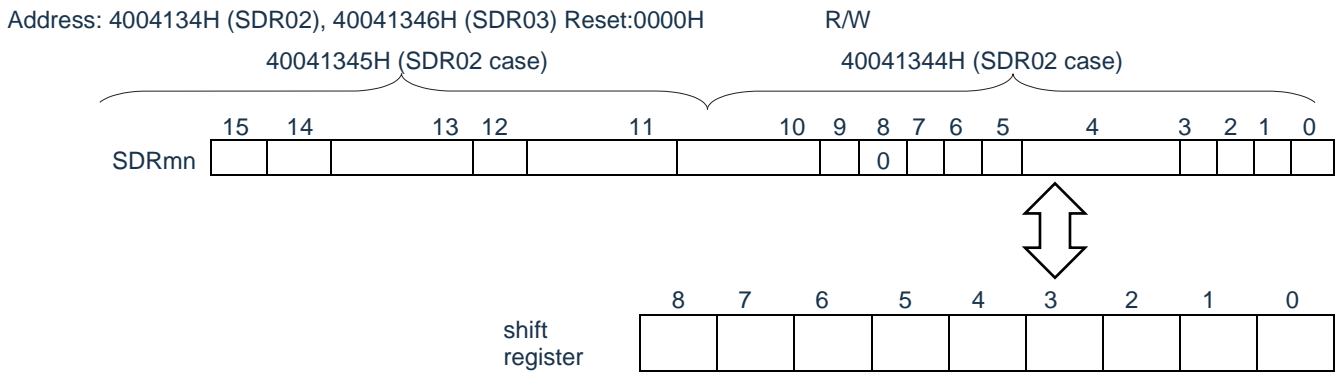 Address: 4004134H (SDR02), 40041346H (SDR03) Reset:0000H R/W
40041345H (SDR02 case) 40041344H (SDR02 case)
15 14 13 12 11 10 9 8 7 6 5 4 3 2 1 0
SDRmn 0
8 7 6 5 4 3 2 1 0
shift
register